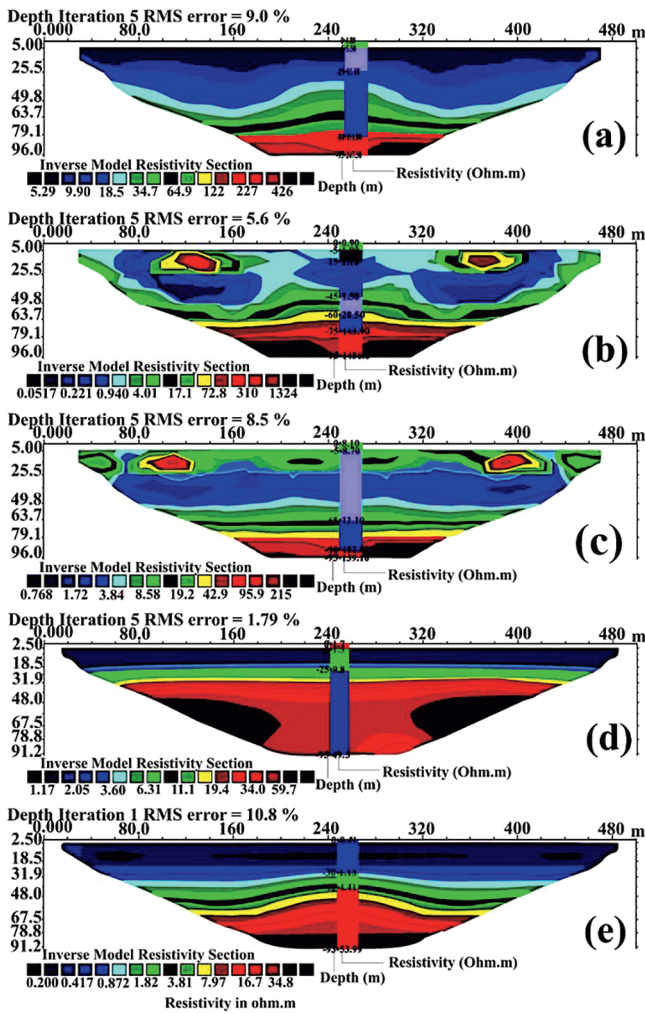 Depth Iteration 5 RMS error = 9.0 %
0.000 80.0 160 240 320 400 480 m
5.00
25.5
49.8
63.7
79.1
96.0
(a)
Inverse Model Resistivity Section
Resistivity (Ohm.m)
Depth (m)
5.29 9.90 18.5 34.7 64.9 122 227 426
Depth Iteration 5 RMS error = 5.6 %
0.000 80.0 160 240 320 400 480 m
5.00
25.5
49.8
63.7
79.1
96.0
(b)
Inverse Model Resistivity Section
Resistivity (Ohm.m)
Depth (m)
0.0517 0.221 0.940 4.01 17.1 72.8 310 1324
Depth Iteration 5 RMS error = 8.5 %
0.000 80.0 160 240 320 400 480 m
5.00
25.5
49.8
63.7
79.1
96.0
(c)
Inverse Model Resistivity Section
Resistivity (Ohm.m)
Depth (m)
0.768 1.72 3.84 8.58 19.2 42.9 95.9 215
Depth Iteration 5 RMS error = 1.79 %
0.000 80.0 160 240 320 400 480 m
2.50
18.5
31.9
48.0
67.5
78.8
91.2
(d)
Inverse Model Resistivity Section
Resistivity (Ohm.m)
Depth (m)
1.17 2.05 3.60 6.31 11.1 19.4 34.0 59.7
Depth Iteration 1 RMS error = 10.8 %
0.000 80.0 160 240 320 400 480 m
2.50
18.5
31.9
48.0
67.5
78.8
91.2
(e)
Inverse Model Resistivity Section
Resistivity (Ohm.m)
Depth (m)
0.200 0.417 0.872 1.82 3.81 7.97 16.7 34.8
Resistivity in ohm.m